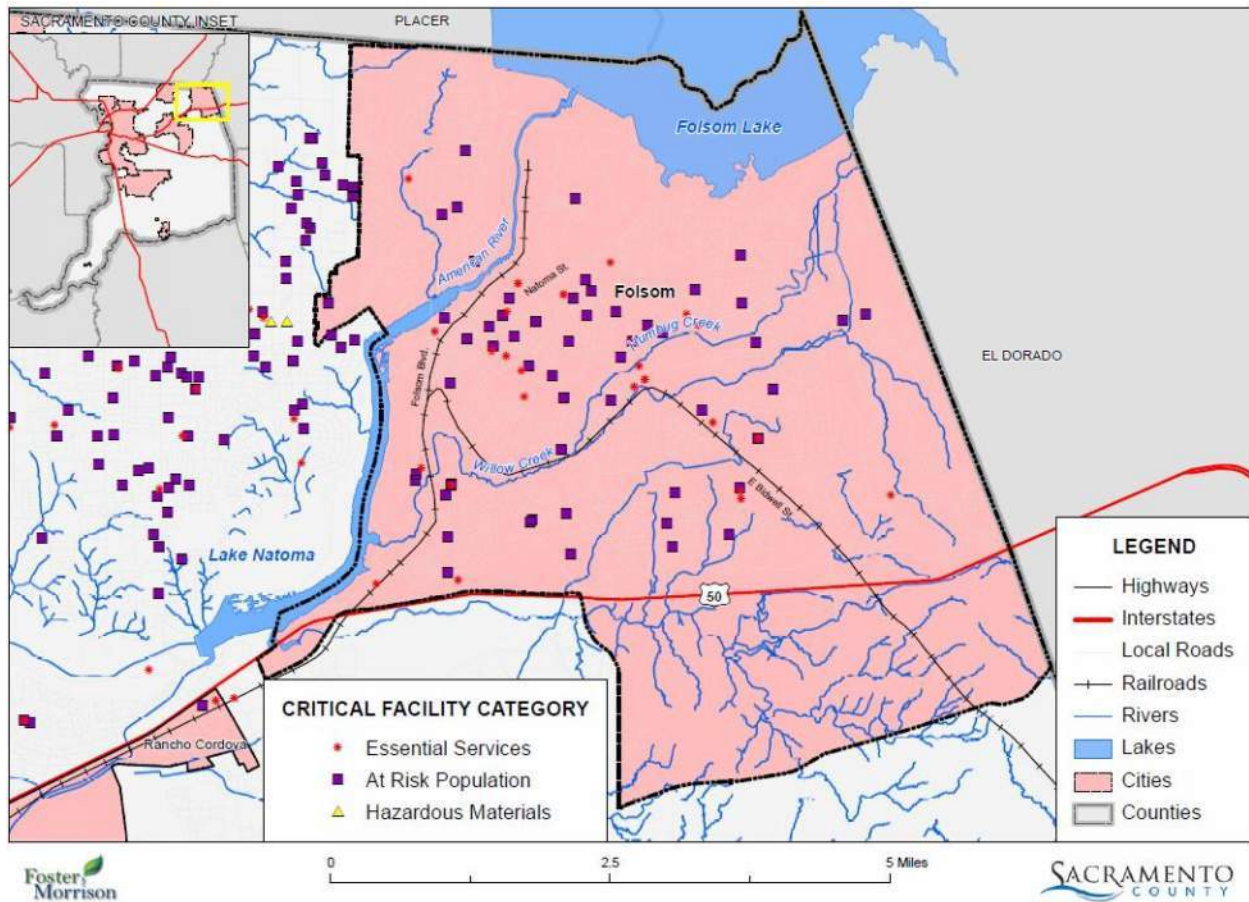 SACRAMENTO COUNTY INSET
PLACER
Folsom Lake
American River
Natoma St.
Folsom
Humbug Creek
EL DORADO
Folsom Blvd.
Willow Creek
E Bidwell St.
Lake Natoma
50
Rancho Cordova
CRITICAL FACILITY CATEGORY
Essential Services
At Risk Population
Hazardous Materials
LEGEND
Highways
Interstates
Local Roads
Railroads
Rivers
Lakes
Cities
Counties
Foster
Morrison
0
2.5
5 Miles
SACRAMENTO
COUNTY